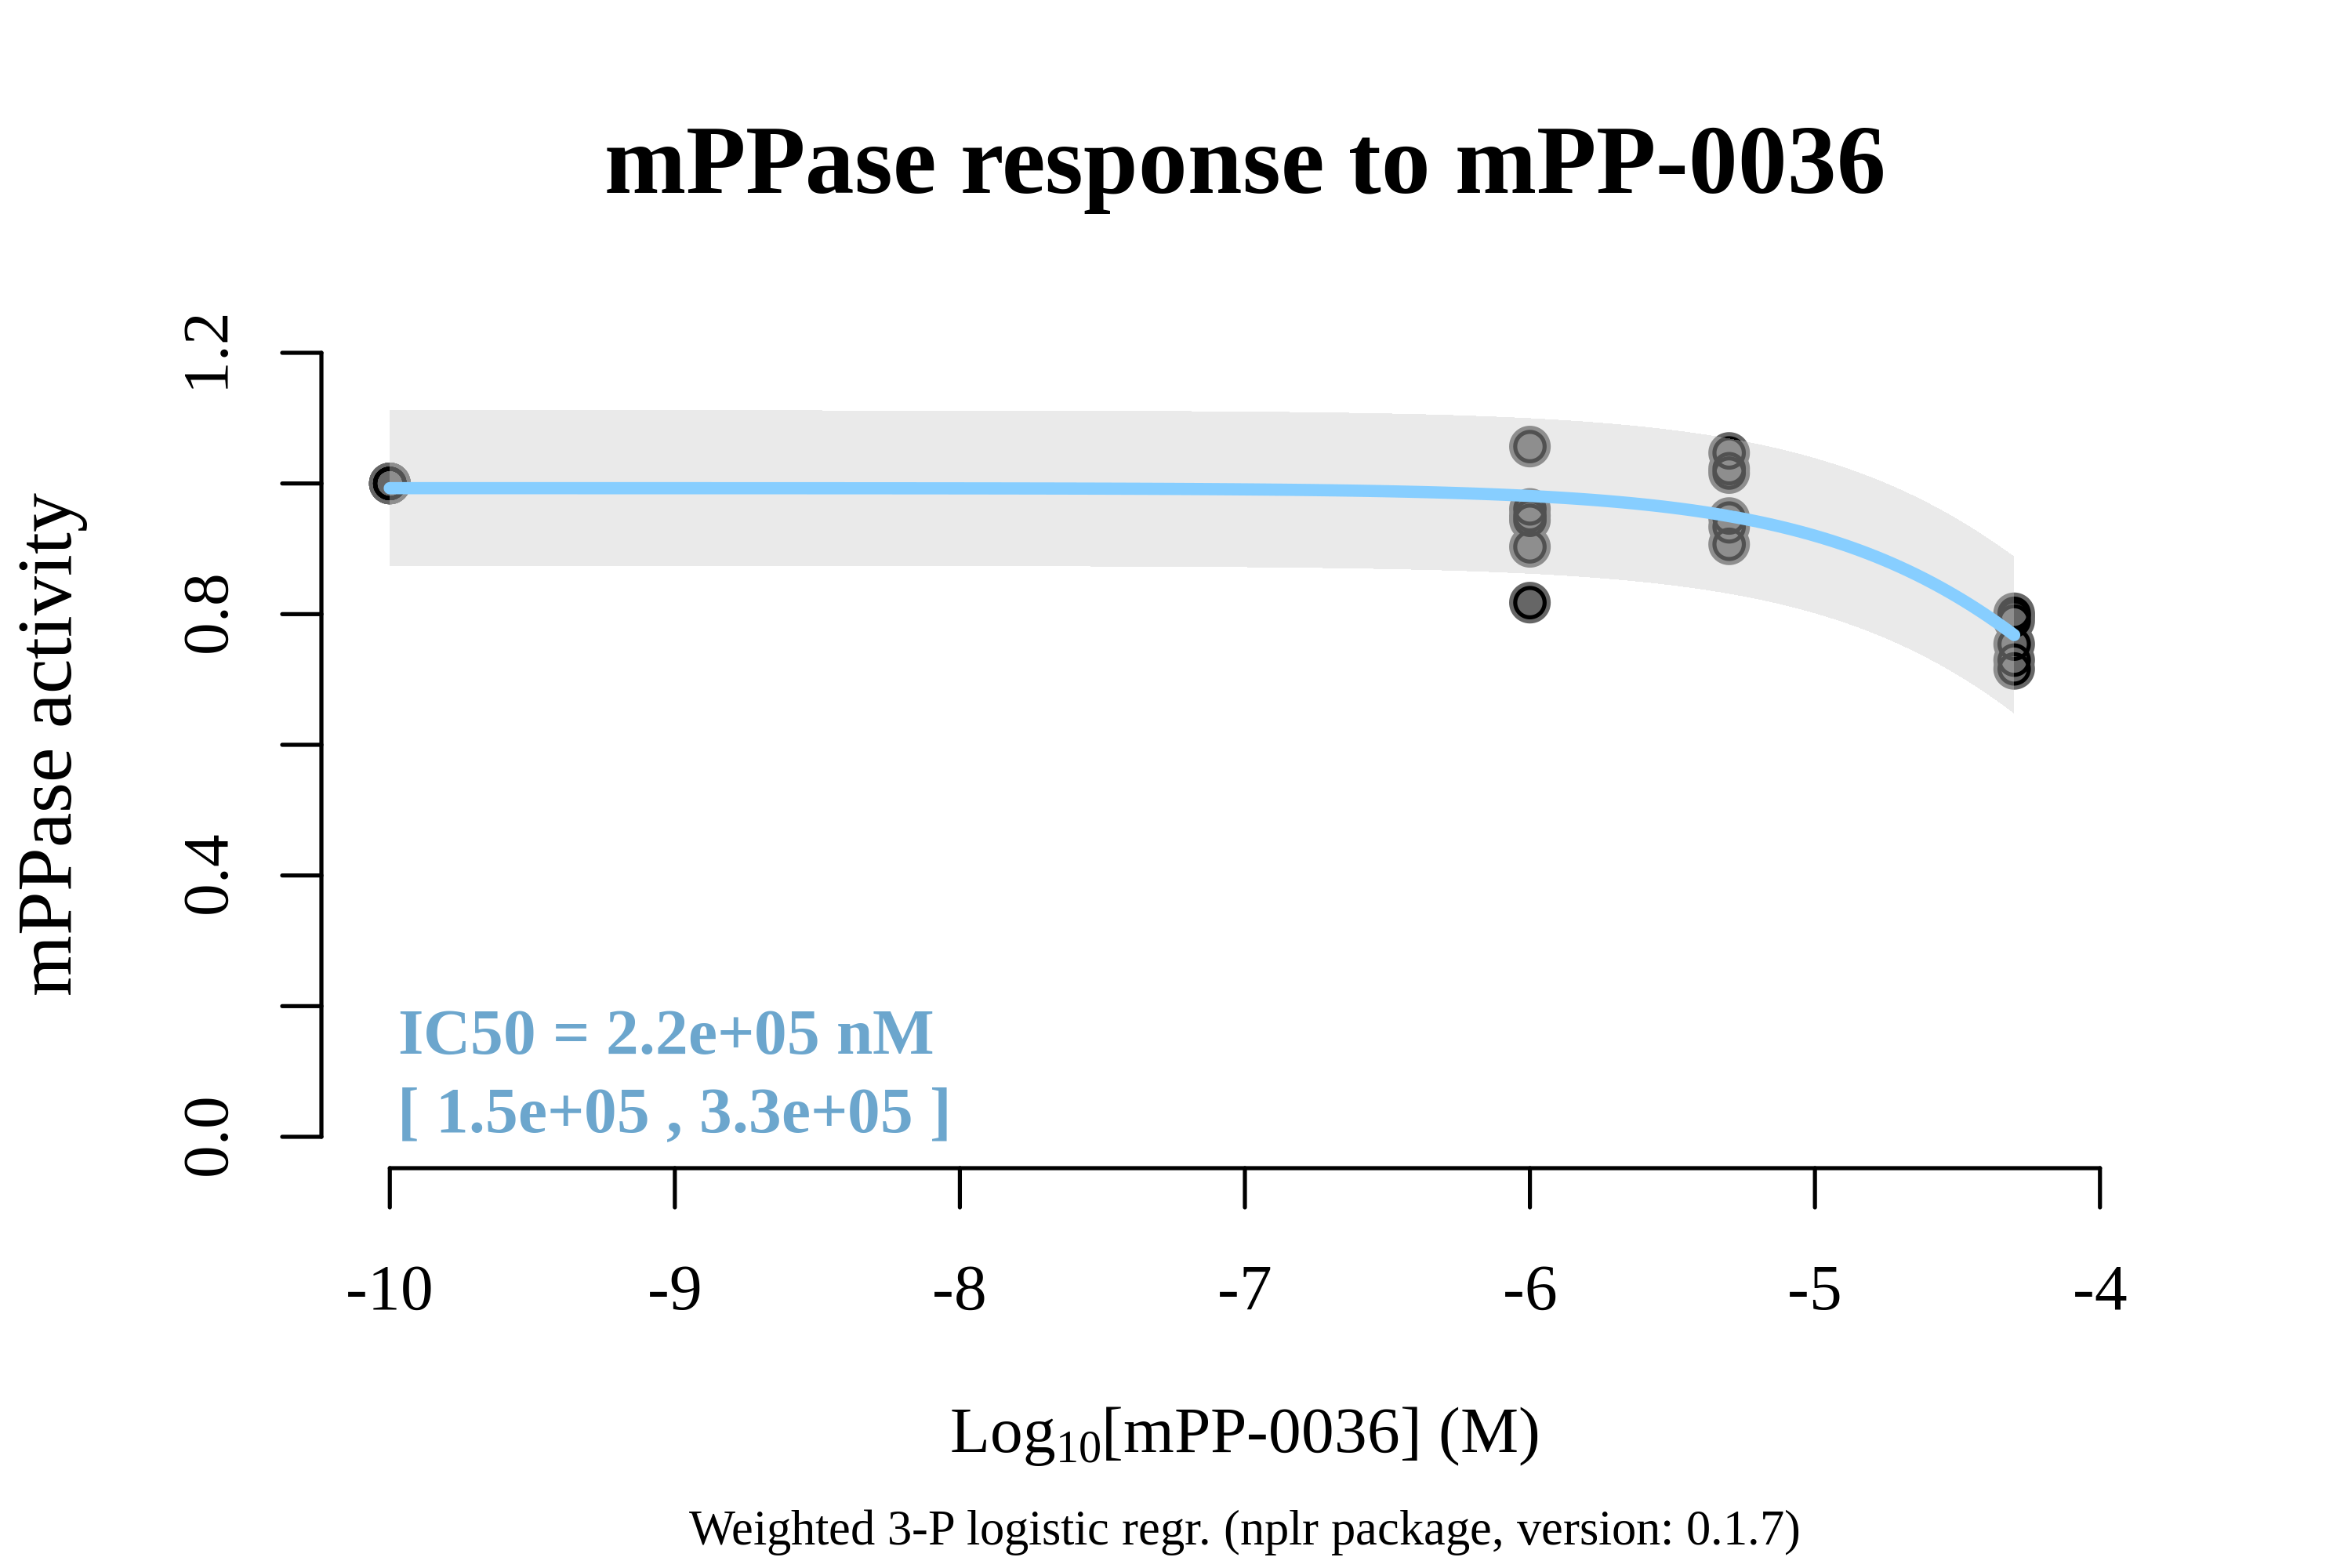 mPPase response to mPP-0036
mPPase activity
1.2
0.8
0.4
0.0
IC50 = 2.2e+05 nM
[ 1.5e+05 , 3.3e+05 ]
-10 -9 -8 -7 -6 -5 -4
Log₁₀[mPP-0036] (M)
Weighted 3-P logistic regr. (nplr package, version: 0.1.7)